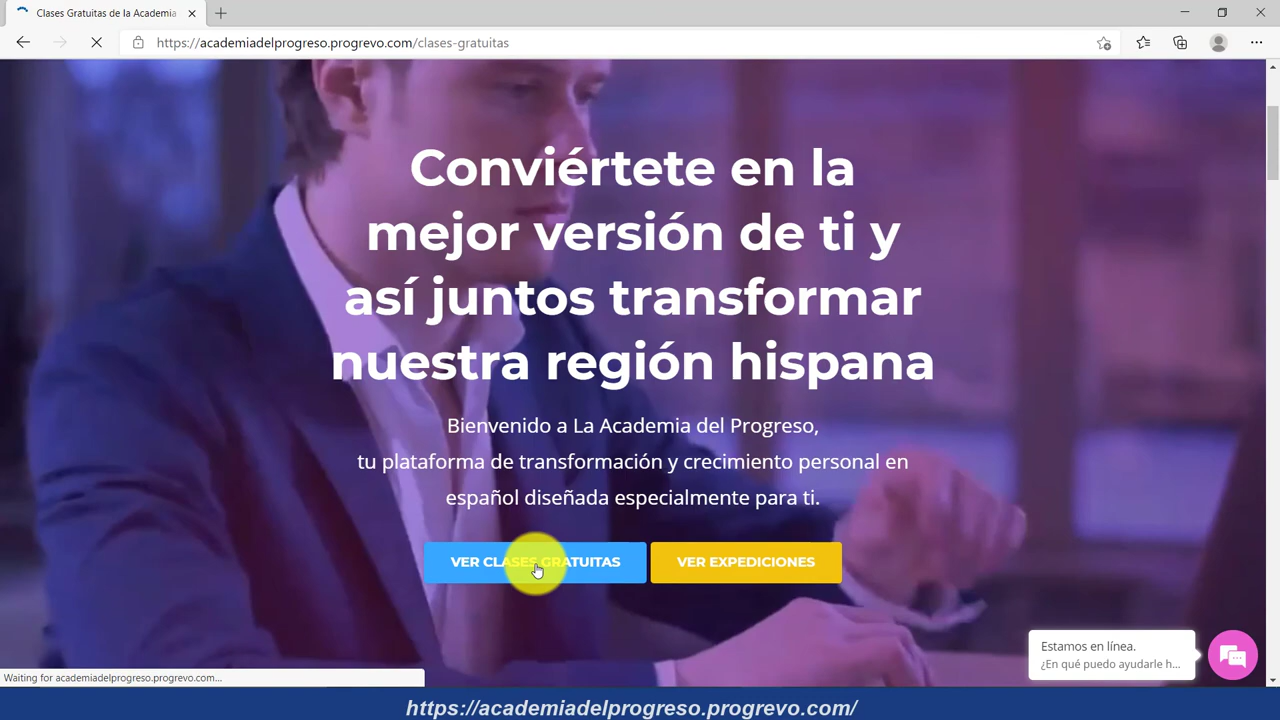 Clases Gratuitas de la Academia
https://academiadelprogreso.progrevo.com/clases-gratuitas
Conviértete en la
mejor versión de ti y
así juntos transformar
nuestra región hispana
Bienvenido a La Academia del Progreso,
tu plataforma de transformación y crecimiento personal en
español diseñada especialmente para ti.
VER CLASES GRATUITAS
VER EXPEDICIONES
Estamos en línea.
¿En qué puedo ayudarle h...
Waiting for academiadelprogreso.progrevo.com...
https://academiadelprogreso.progrevo.com/